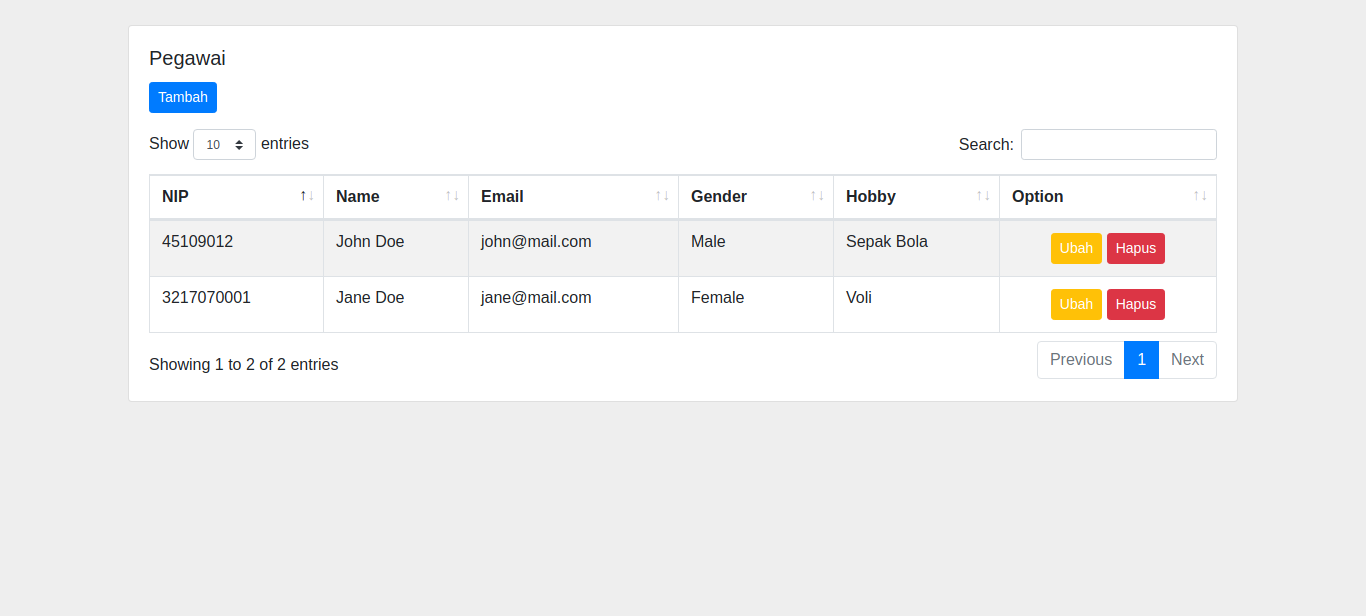 Pegawai
Tambah
Show 10 entries Search:
NIP ↑↓ Name ↑↓ Email ↑↓ Gender ↑↓ Hobby ↑↓ Option ↑↓
45109012 John Doe john@mail.com Male Sepak Bola Ubah Hapus
3217070001 Jane Doe jane@mail.com Female Voli Ubah Hapus
Showing 1 to 2 of 2 entries Previous 1 Next